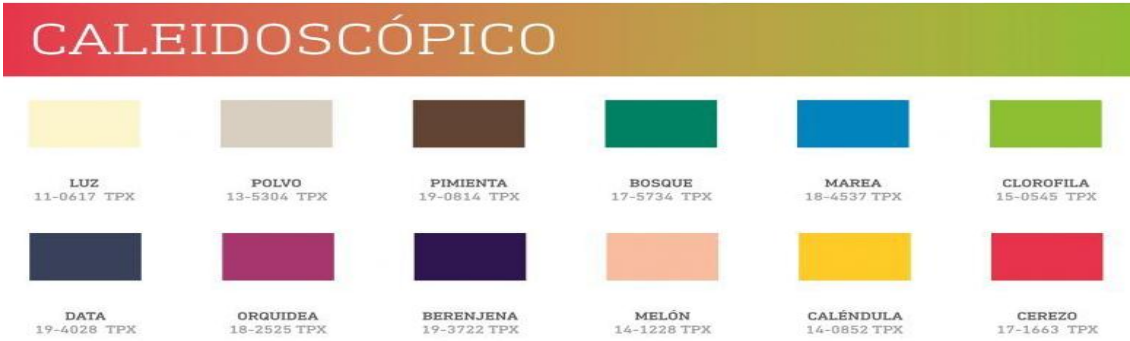 CALEIDOSCÓPICO
LUZ
11-0617 TPX
POLVO
13-5304 TPX
PIMIENTA
19-0814 TPX
BOSQUE
17-5734 TPX
MAREA
18-4537 TPX
CLOROFILA
15-0545 TPX
DATA
19-4028 TPX
ORQUIDEA
18-2525 TPX
BERENJENA
19-3722 TPX
MELÓN
14-1228 TPX
CALÉNDULA
14-0852 TPX
CEREZO
17-1663 TPX